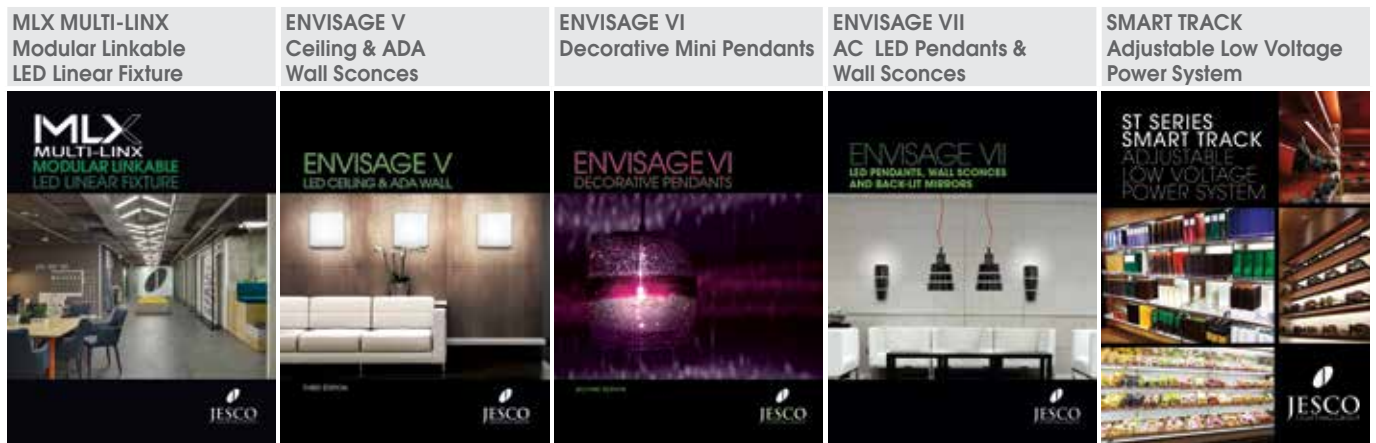 MLX MULTI-LINX
Modular Linkable
LED Linear Fixture
ENVISAGE V
Ceiling & ADA
Wall Sconces
ENVISAGE VI
Decorative Mini Pendants
ENVISAGE VII
AC LED Pendants &
Wall Sconces
SMART TRACK
Adjustable Low Voltage
Power System
MLX
MULTI-LINX
MODULAR LINKABLE
LED LINEAR FIXTURE
JESCO
ENVISAGE V
LED CEILING & ADA WALL
THIRD EDITION
JESCO
ENVISAGE VI
DECORATIVE PENDANTS
JESCO
ENVISAGE VII
LED PENDANTS, WALL SCONCES
AND BACK-LIT MIRRORS
JESCO
ST SERIES
SMART TRACK
ADJUSTABLE
LOW VOLTAGE
POWER SYSTEM
JESCO
LIGHTING GROUP